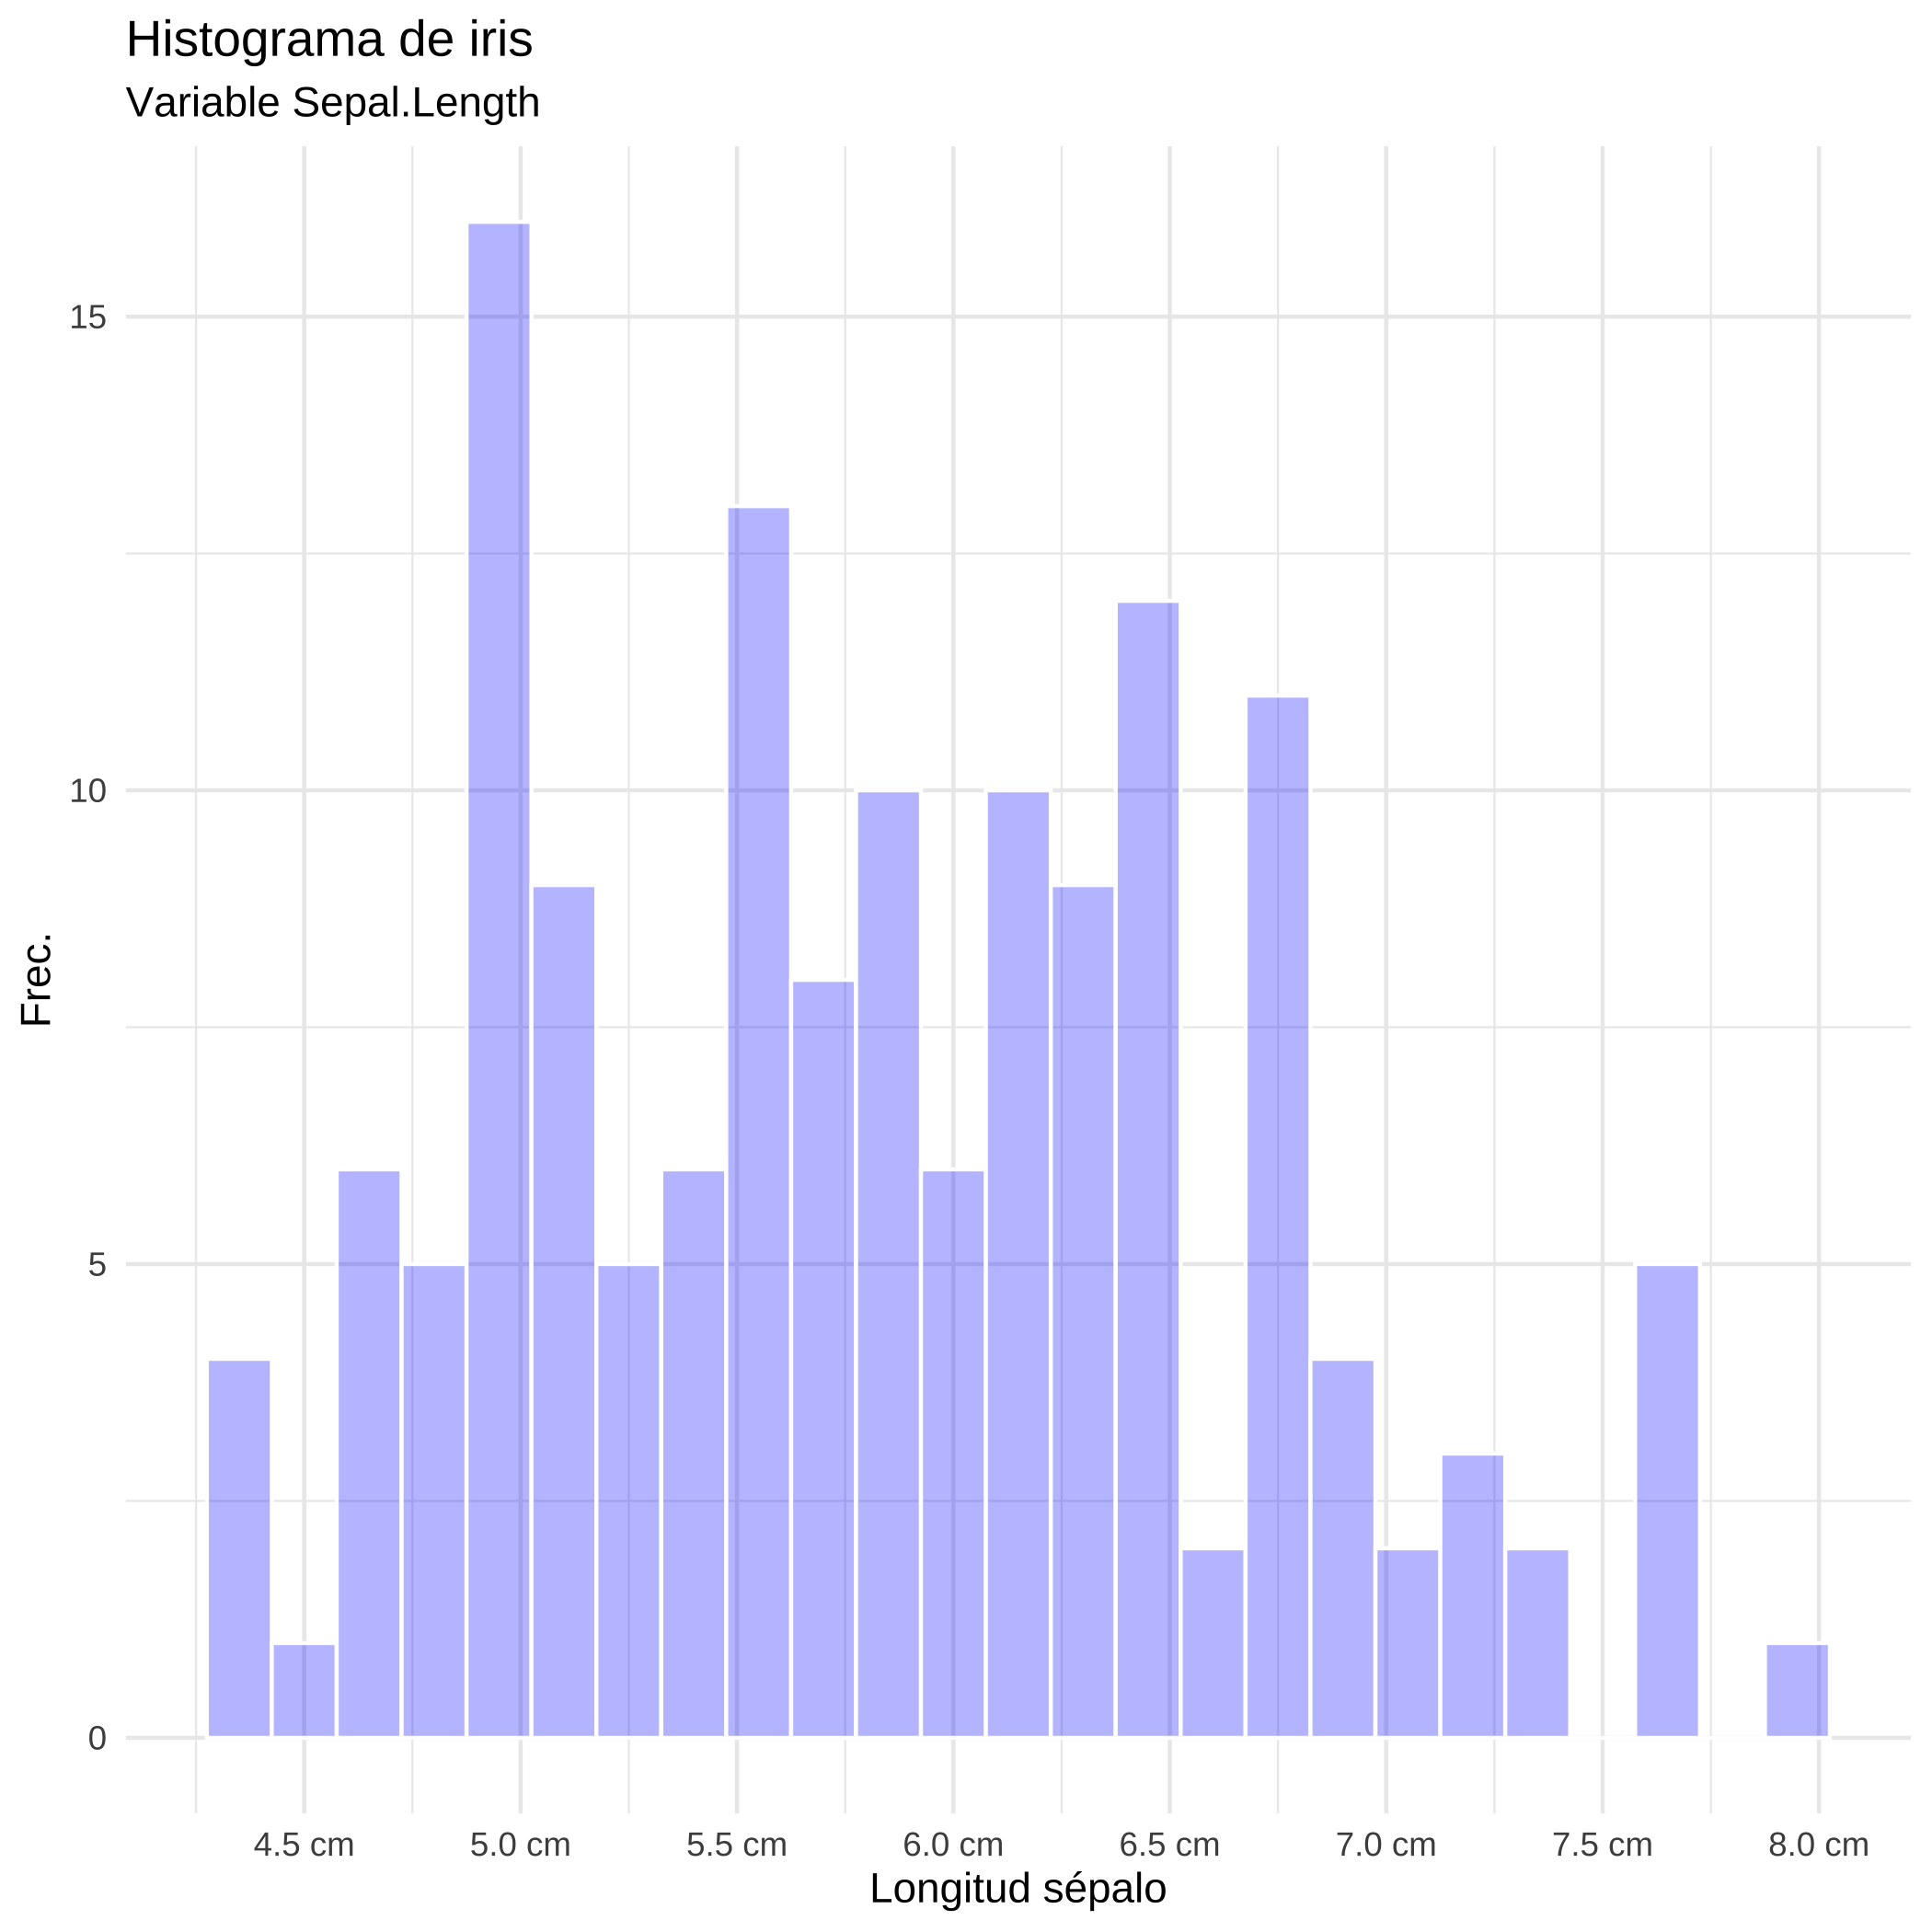 Histograma de iris
Variable Sepal.Length
15
10
5
0
Frec.
4.5 cm 5.0 cm 5.5 cm 6.0 cm 6.5 cm 7.0 cm 7.5 cm 8.0 cm
Longitud sépalo